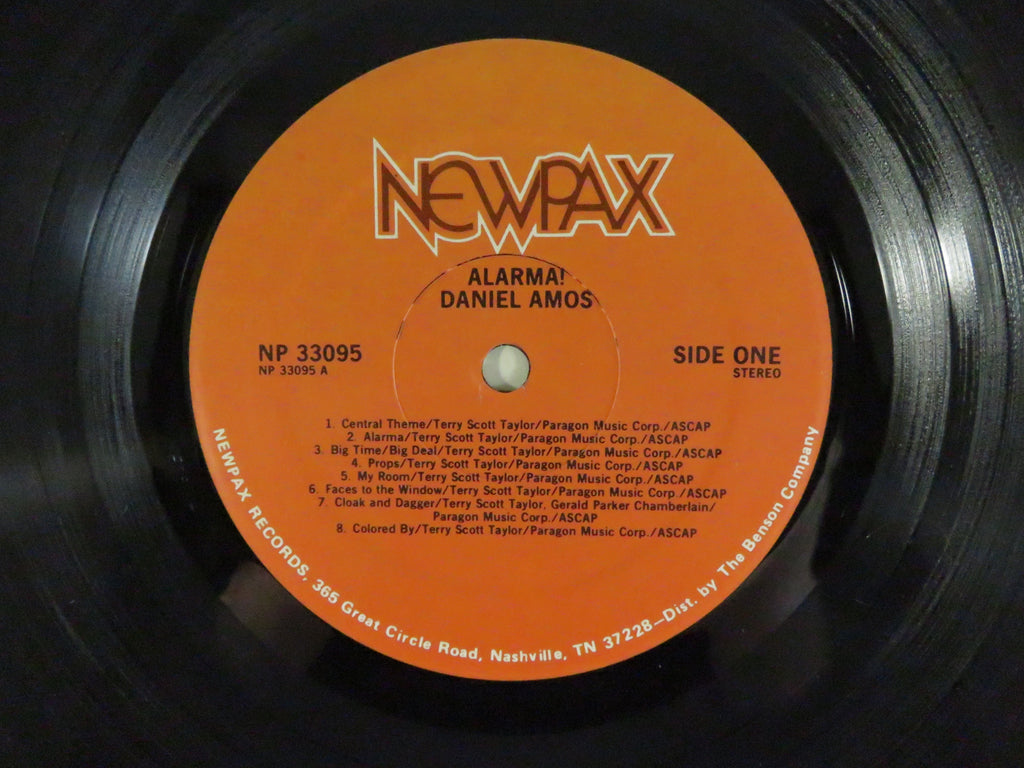 NEWPAX
ALARMA!
DANIEL AMOS
NP 33095
NP 33095 A
SIDE ONE
STEREO
1. Central Theme/Terry Scott Taylor/Paragon Music Corp./ASCAP
2. Alarma/Terry Scott Taylor/Paragon Music Corp./ASCAP
3. Big Time/Big Deal/Terry Scott Taylor/Paragon Music Corp./ASCAP
4. Props/Terry Scott Taylor/Paragon Music Corp./ASCAP
5. My Room/Terry Scott Taylor/Paragon Music Corp./ASCAP
6. Faces to the Window/Terry Scott Taylor/Paragon Music Corp./ASCAP
7. Cloak and Dagger/Terry Scott Taylor, Gerald Parker Chamberlain/
Paragon Music Corp./ASCAP
8. Colored By/Terry Scott Taylor/Paragon Music Corp./ASCAP
NEWPAX RECORDS, 365 Great Circle Road, Nashville, TN 37228—Dist. by The Benson Company